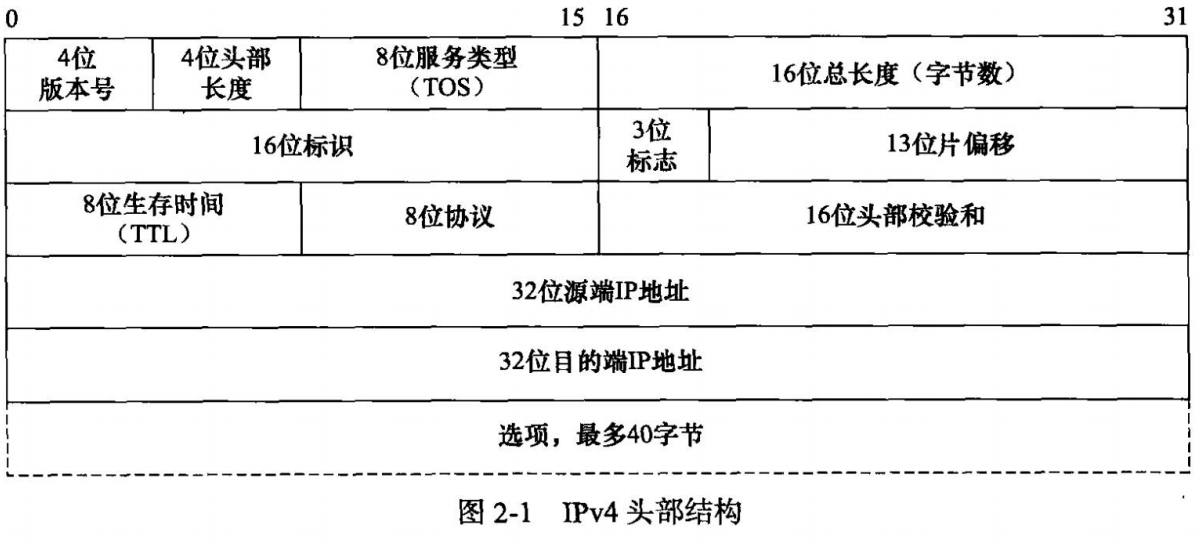 0 15 16 31
4位
版本号
4位头部
长度
8位服务类型
（TOS）
16位总长度（字节数）
16位标识
3位
标志
13位片偏移
8位生存时间
（TTL）
8位协议
16位头部校验和
32位源端IP地址
32位目的端IP地址
选项，最多40字节
图 2-1 IPv4 头部结构